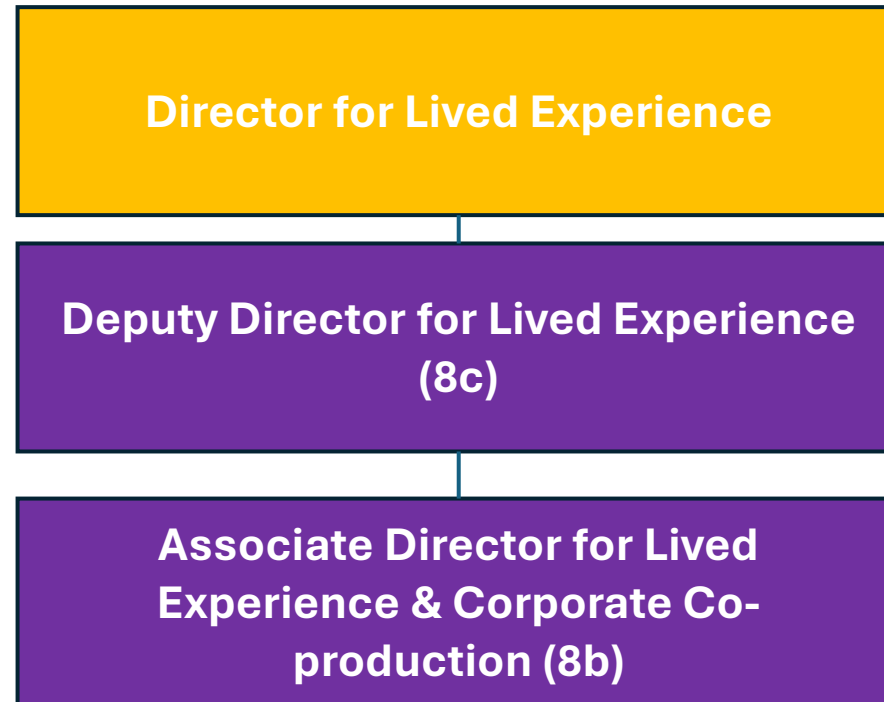 Director for Lived Experience
Deputy Director for Lived Experience
(8c)
Associate Director for Lived
Experience & Corporate Co-
production (8b)